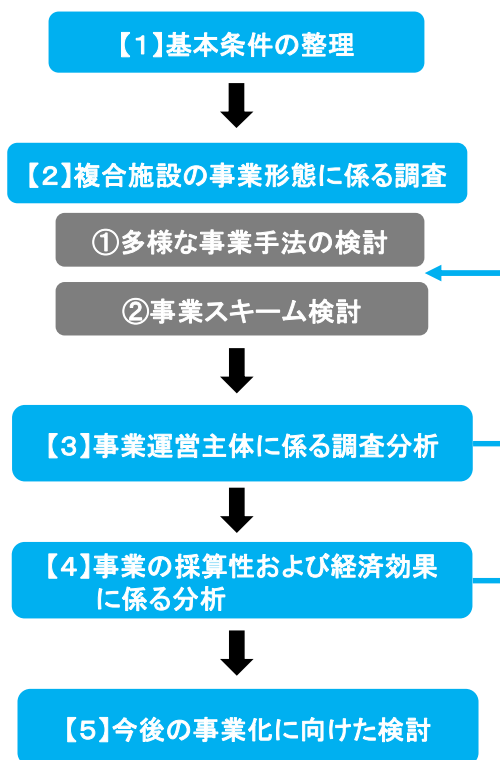 【1】基本条件の整理
【2】複合施設の事業形態に係る調査
①多様な事業手法の検討
②事業スキーム検討
【3】事業運営主体に係る調査分析
【4】事業の採算性および経済効果
に係る分析
【5】今後の事業化に向けた検討